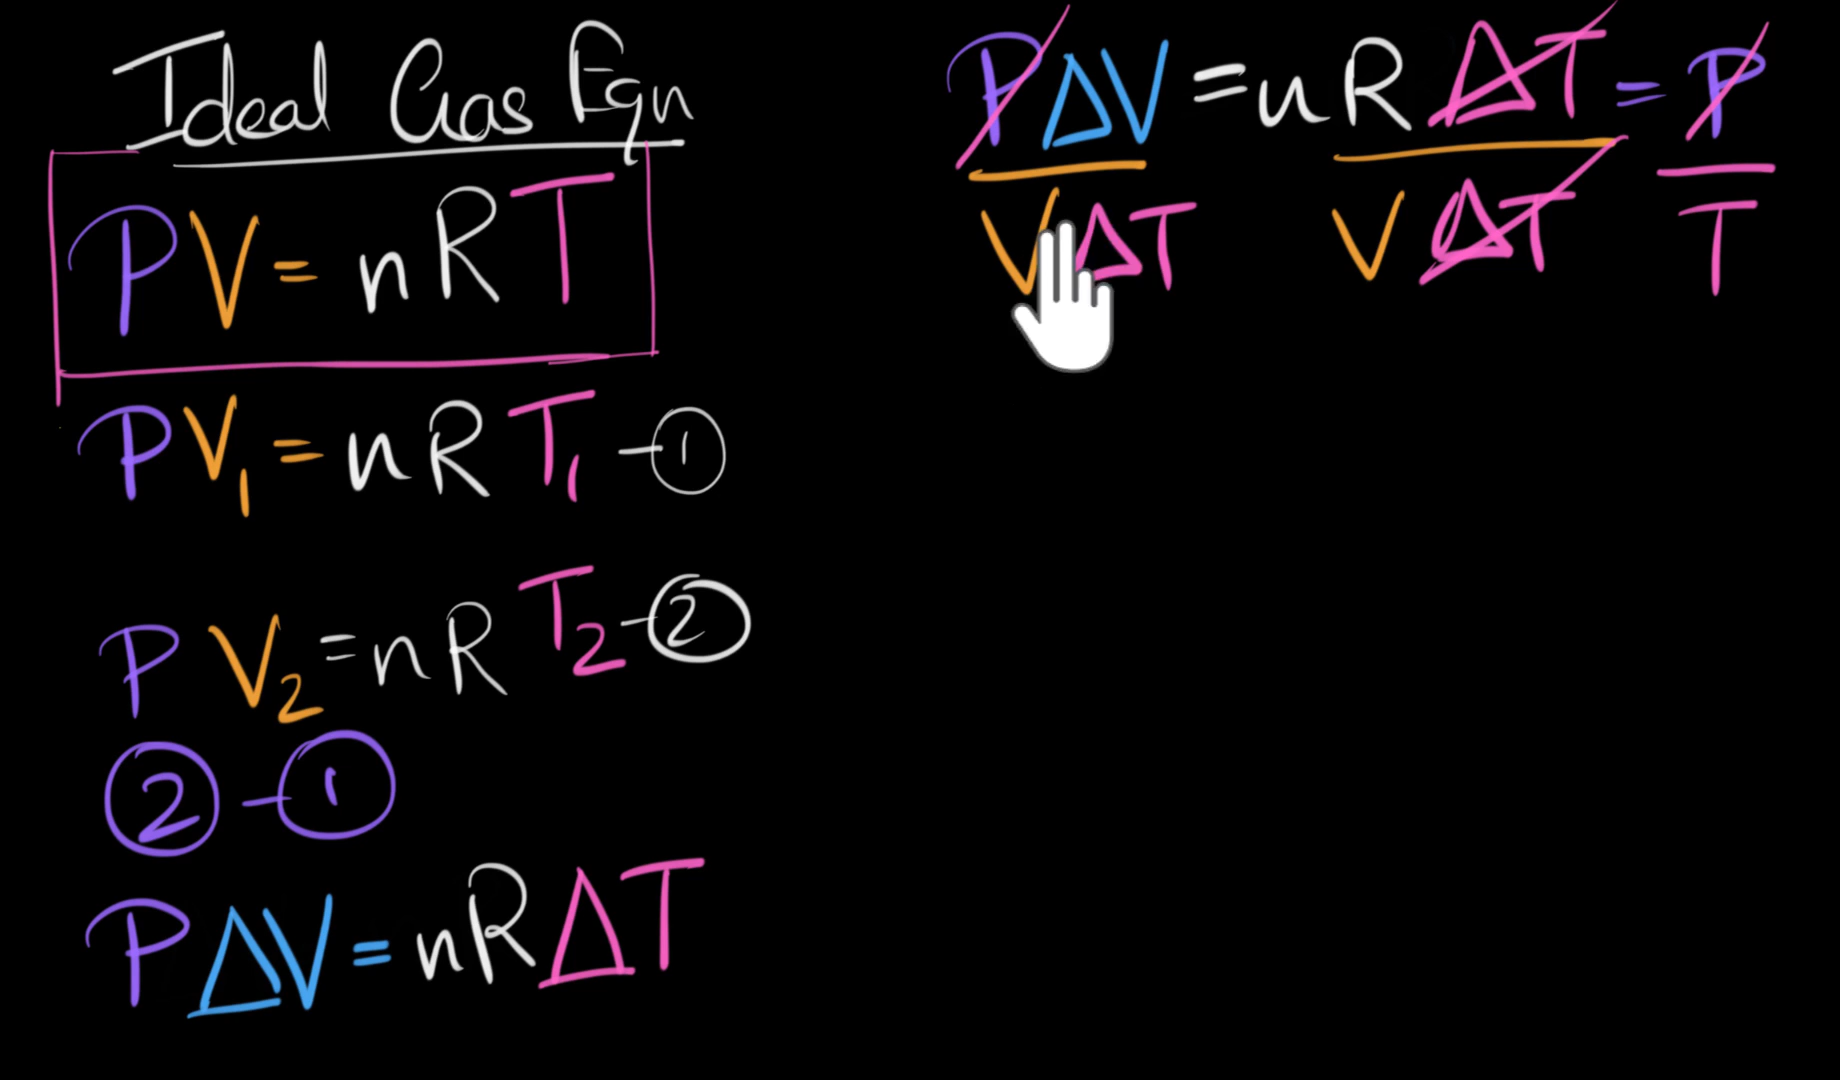 Ideal Gas Eqn
PV = nRT
PV₁ = nRT₁ - ①
PV₂ = nRT₂ - ②
② - ①
PΔV = nRΔT
PΔV = nRΔT = P
VΔT VΔT T